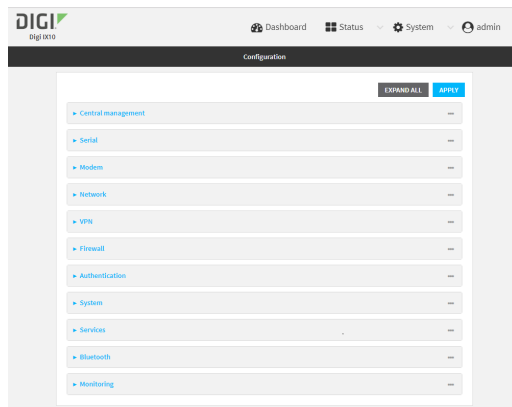 DIGI
Digi IX10
Dashboard Status System admin
Configuration
EXPAND ALL APPLY
Central management
Serial
Modem
Network
VPN
Firewall
Authentication
System
Services
Bluetooth
Monitoring